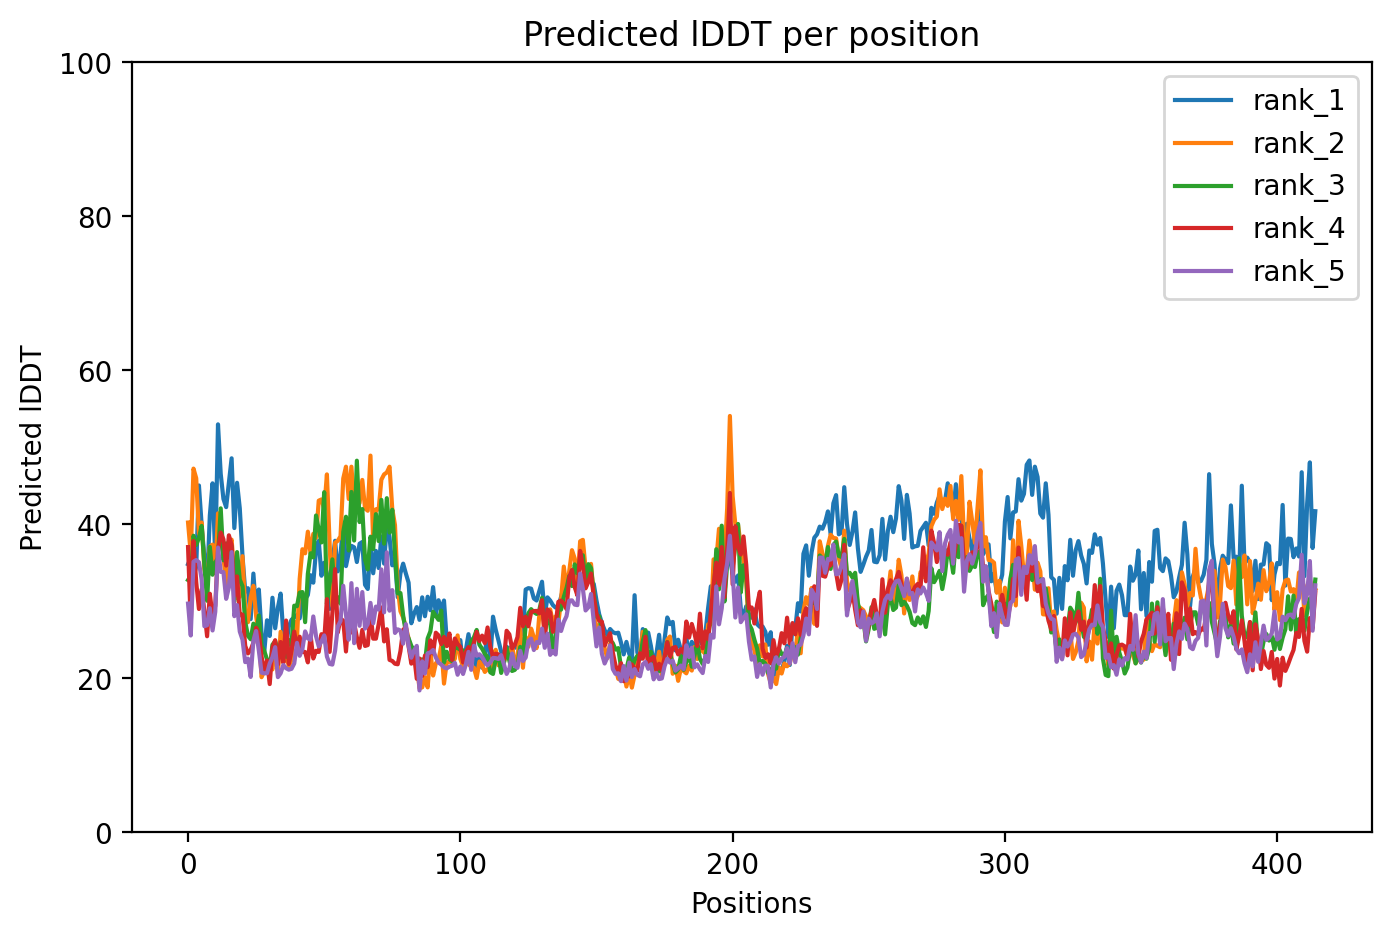 Predicted lDDT per position
Predicted lDDT
100
80
60
40
20
0
0
100
200
300
400
Positions
rank_1
rank_2
rank_3
rank_4
rank_5